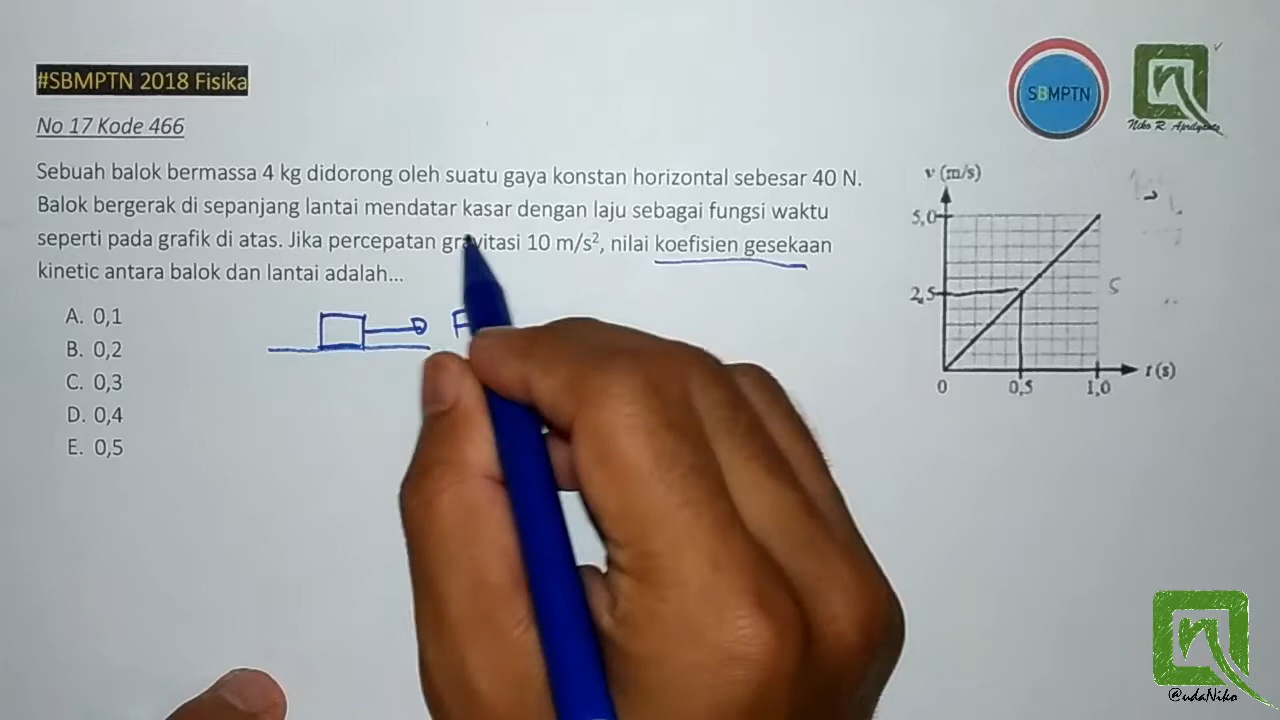 #SBMPTN 2018 Fisika
No 17 Kode 466
SBMPTN
Niko R. Apriliyanto
Sebuah balok bermassa 4 kg didorong oleh suatu gaya konstan horizontal sebesar 40 N.
Balok bergerak di sepanjang lantai mendatar kasar dengan laju sebagai fungsi waktu
seperti pada grafik di atas. Jika percepatan gravitasi 10 m/s², nilai koefisien gesekaan
kinetic antara balok dan lantai adalah...
A. 0,1
B. 0,2
C. 0,3
D. 0,4
E. 0,5
F
v (m/s)
5,0
2,5
0
0,5
1,0
t (s)
5
@udaNiko